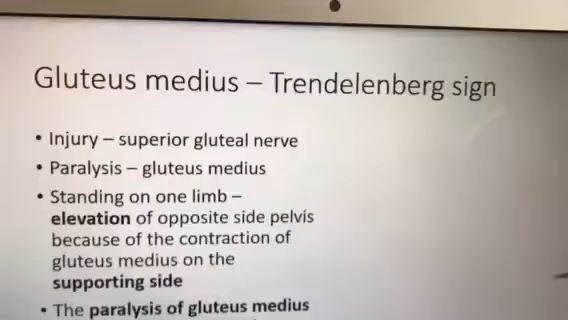 Gluteus medius – Trendelenberg sign
• Injury – superior gluteal nerve
• Paralysis – gluteus medius
• Standing on one limb –
elevation of opposite side pelvis
because of the contraction of
gluteus medius on the
supporting side
• The paralysis of gluteus medius